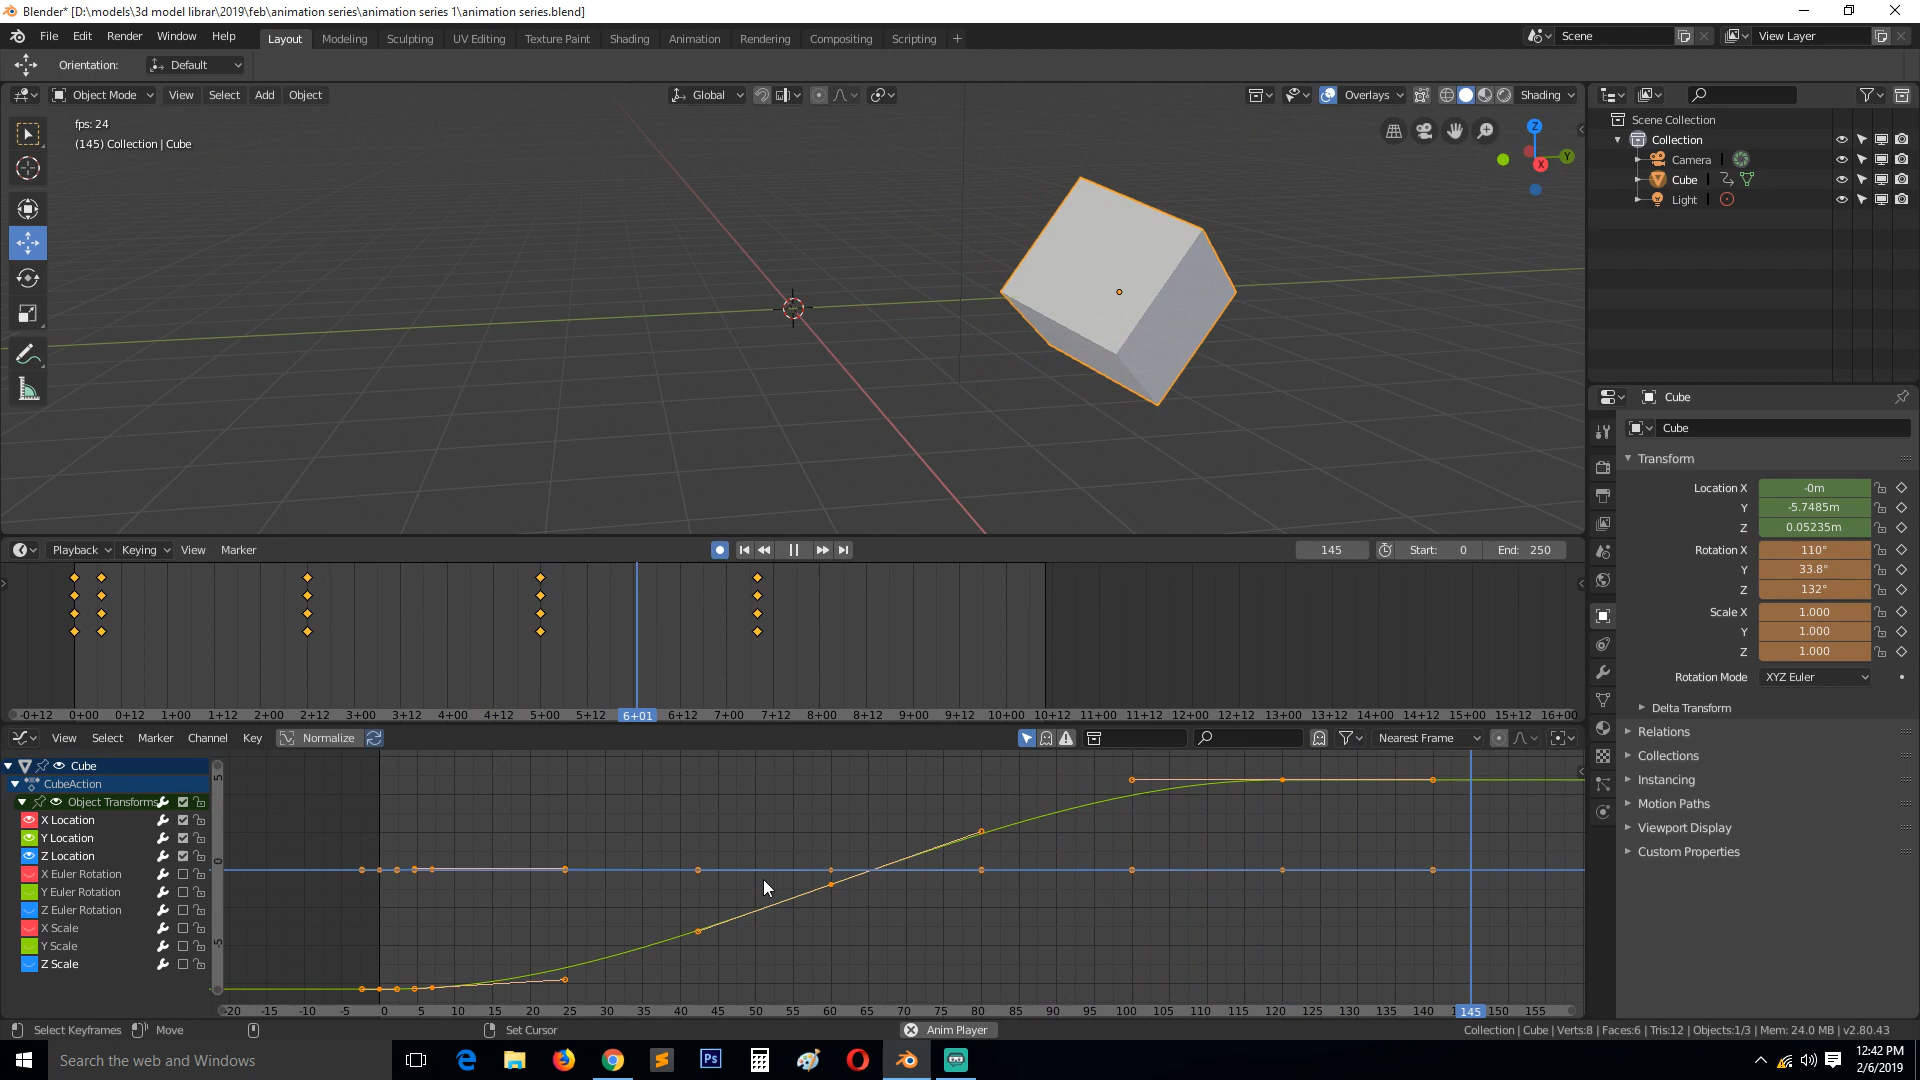 Blender* [D:\models\3d model librar\2019\feb\animation series\animation series 1\animation series.blend]
File Edit Render Window Help Layout Modeling Sculpting UV Editing Texture Paint Shading Animation Rendering Compositing Scripting + Scene View Layer
Orientation: Default
Object Mode View Select Add Object Global Overlays Shading
fps: 24
(145) Collection | Cube
Z
Y
X
Scene Collection
Collection
Camera
Cube
Light
Cube
Cube
Transform
Location X -0m
Y -5.7485m
Z 0.05235m
Rotation X 110°
Y 33.8°
Z 132°
Scale X 1.000
Y 1.000
Z 1.000
Rotation Mode XYZ Euler
Delta Transform
Relations
Collections
Instancing
Motion Paths
Viewport Display
Custom Properties
Playback Keying View Marker 145 Start: 0 End: 250
-0+12 0+00 0+12 1+00 1+12 2+00 2+12 3+00 3+12 4+00 4+12 5+00 5+12 6+01 6+12 7+00 7+12 8+00 8+12 9+00 9+12 10+00 10+12 11+00 11+12 12+00 12+12 13+00 13+12 14+00 14+12 15+00 15+12 16+00
View Select Marker Channel Key Normalize Nearest Frame
Cube
CubeAction
Object Transforms
X Location
Y Location
Z Location
X Euler Rotation
Y Euler Rotation
Z Euler Rotation
X Scale
Y Scale
Z Scale
5
0
-5
-20 -15 -10 -5 0 5 10 15 20 25 30 35 40 45 50 55 60 65 70 75 80 85 90 95 100 105 110 115 120 125 130 135 140 145 150 155
Select Keyframes Move Set Cursor Anim Player Collection | Cube | Verts:8 | Faces:6 | Tris:12 | Objects:1/3 | Mem: 24.0 MB | v2.80.43
Search the web and Windows
Ps
12:42 PM
2/6/2019